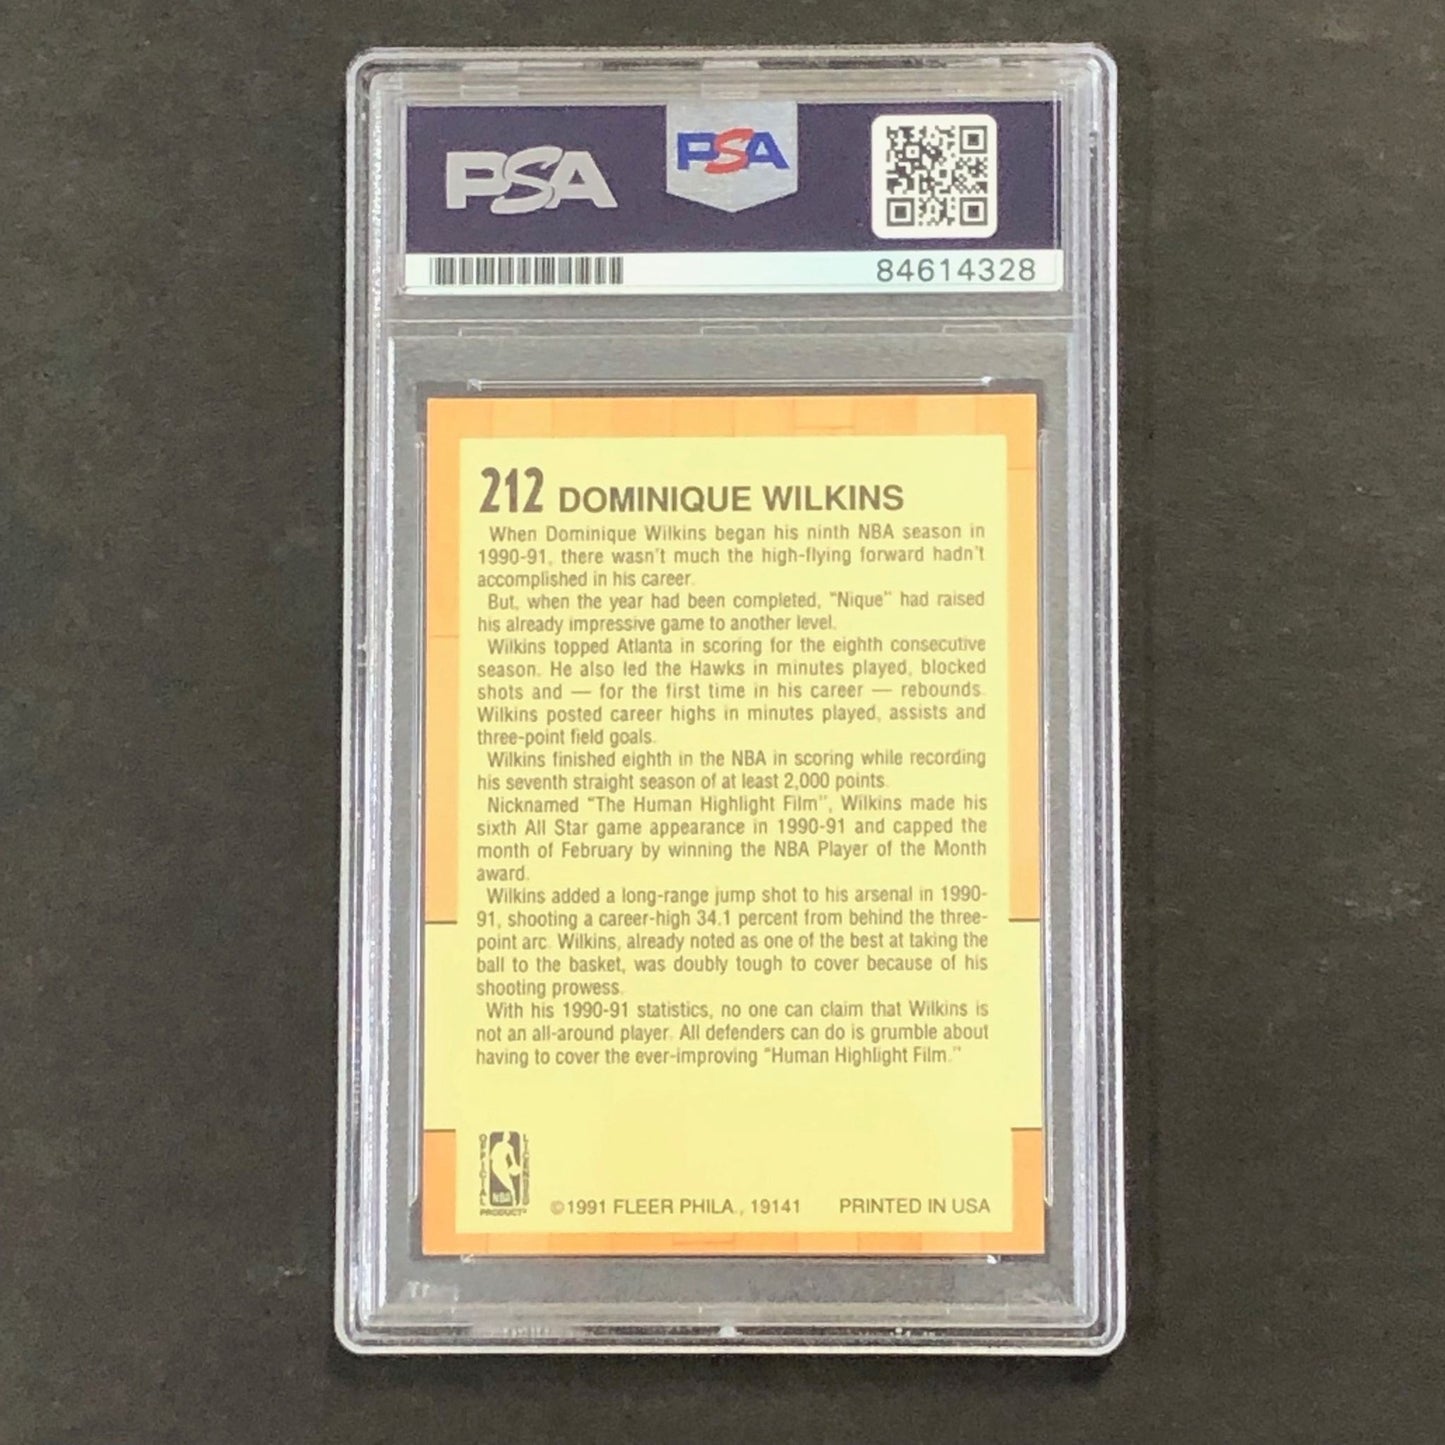 PSA PSA
84614328
212 DOMINIQUE WILKINS
When Dominique Wilkins began his ninth NBA season in
1990-91, there wasn't much the high-flying forward hadn't
accomplished in his career.
But, when the year had been completed, "Nique" had raised
his already impressive game to another level.
Wilkins topped Atlanta in scoring for the eighth consecutive
season. He also led the Hawks in minutes played, blocked
shots and — for the first time in his career — rebounds.
Wilkins posted career highs in minutes played, assists and
three-point field goals.
Wilkins finished eighth in the NBA in scoring while recording
his seventh straight season of at least 2,000 points.
Nicknamed "The Human Highlight Film", Wilkins made his
sixth All Star game appearance in 1990-91 and capped the
month of February by winning the NBA Player of the Month
award.
Wilkins added a long-range jump shot to his arsenal in 1990-
91, shooting a career-high 34.1 percent from behind the three-
point arc. Wilkins, already noted as one of the best at taking the
ball to the basket, was doubly tough to cover because of his
shooting prowess.
With his 1990-91 statistics, no one can claim that Wilkins is
not an all-around player. All defenders can do is grumble about
having to cover the ever-improving "Human Highlight Film."
OFFICIAL
LICENSED
NBA
PRODUCT
©1991 FLEER PHILA., 19141 PRINTED IN USA